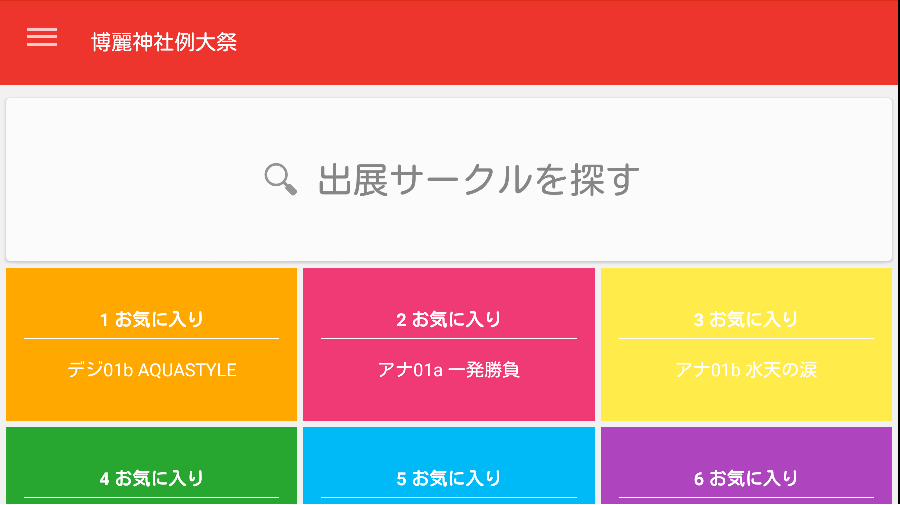 博麗神社例大祭
出展サークルを探す
1 お気に入り
デジ01b AQUASTYLE
2 お気に入り
アナ01a 一発勝負
3 お気に入り
アナ01b 水天の涙
4 お気に入り
5 お気に入り
6 お気に入り